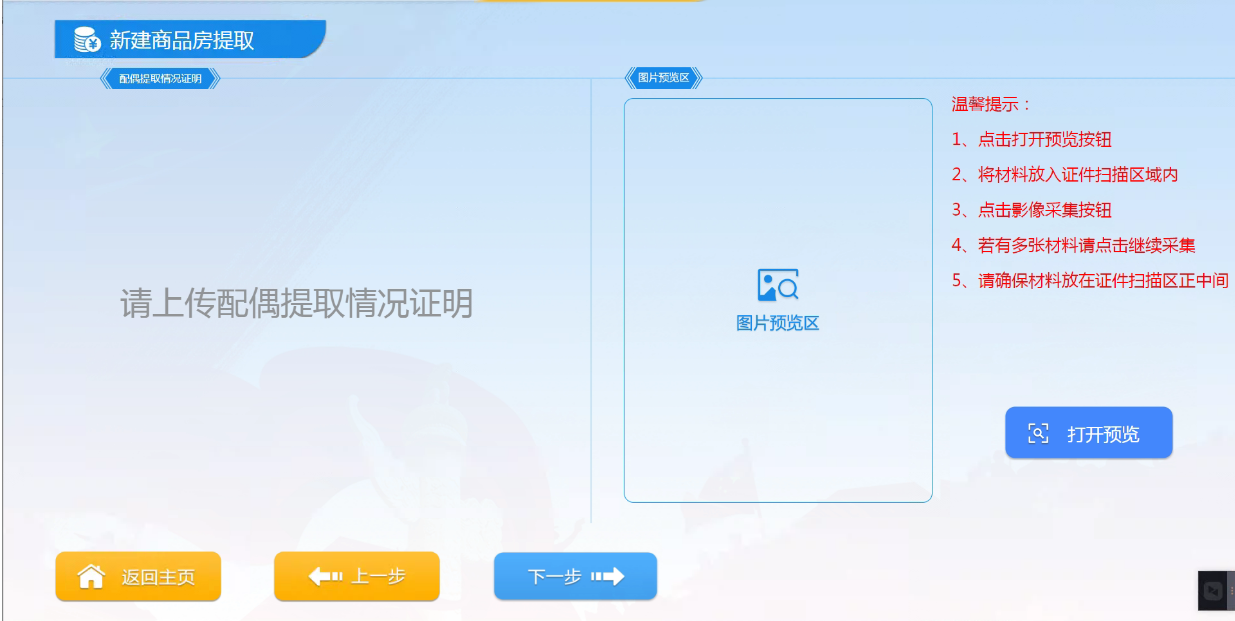 新建商品房提取
配偶提取情况证明
图片预览区
温馨提示：
1、点击打开预览按钮
2、将材料放入证件扫描区域内
3、点击影像采集按钮
4、若有多张材料请点击继续采集
5、请确保材料放在证件扫描区正中间
请上传配偶提取情况证明
图片预览区
打开预览
返回主页
上一步
下一步